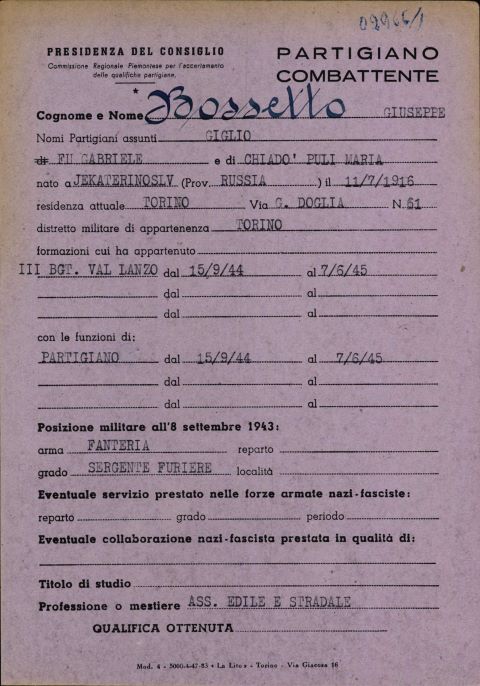 02966/1
PRESIDENZA DEL CONSIGLIO
Commissione Regionale Piemontese per l'accertamento
delle qualifiche partigiane.
PARTIGIANO
COMBATTENTE
*
Cognome e Nome Bossetto GIUSEPPE
Nomi Partigiani assunti GIGLIO
di FU GABRIELE e di CHIADO' PULI MARIA
nato a JEKATERINOSLV (Prov. RUSSIA ) il 11/7/1916
residenza attuale TORINO Via G. DOGLIA N. 61
distretto militare di appartenenza TORINO
formazioni cui ha appartenuto
III BGT. VAL LANZO dal 15/9/44 al 7/6/45
dal al
dal al
con le funzioni di:
PARTIGIANO dal 15/9/44 al 7/6/45
dal al
dal al
Posizione militare all'8 settembre 1943:
arma FANTERIA reparto
grado SERGENTE FURIERE località
Eventuale servizio prestato nelle forze armate nazi-fasciste:
reparto grado periodo
Eventuale collaborazione nazi-fascista prestata in qualità di:
Titolo di studio
Professione o mestiere ASS. EDILE E STRADALE
QUALIFICA OTTENUTA
Mod. 4 - 5000-4-47-83 « La Lito » - Torino - Via Giacosa 16